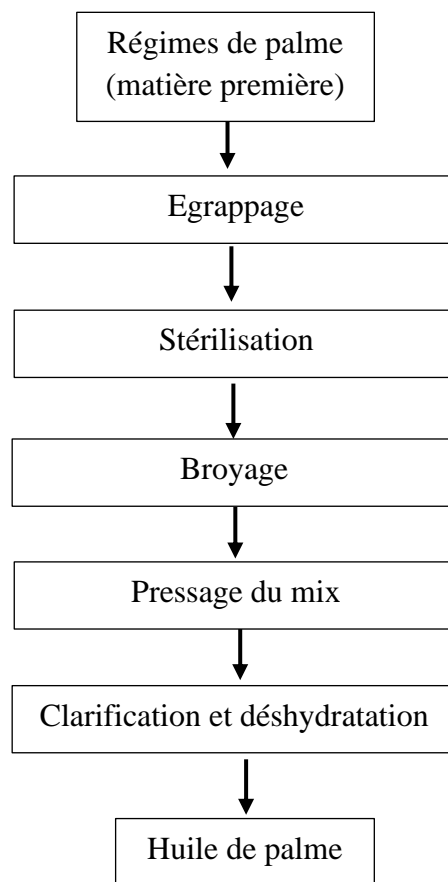 Régimes de palme
(matière première)
Egrappage
Stérilisation
Broyage
Pressage du mix
Clarification et déshydratation
Huile de palme